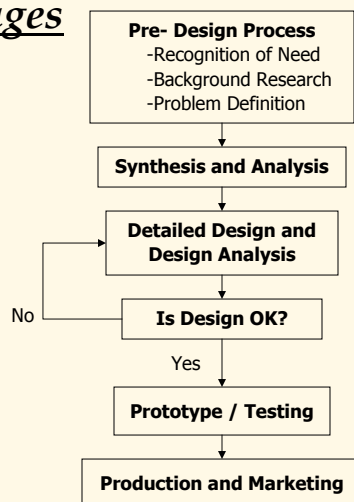 Pre- Design Process
-Recognition of Need
-Background Research
-Problem Definition
Synthesis and Analysis
Detailed Design and
Design Analysis
No
Is Design OK?
Yes
Prototype / Testing
Production and Marketing